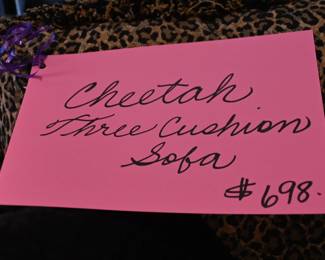 Cheetah
Three Cushion
Sofa
$698.